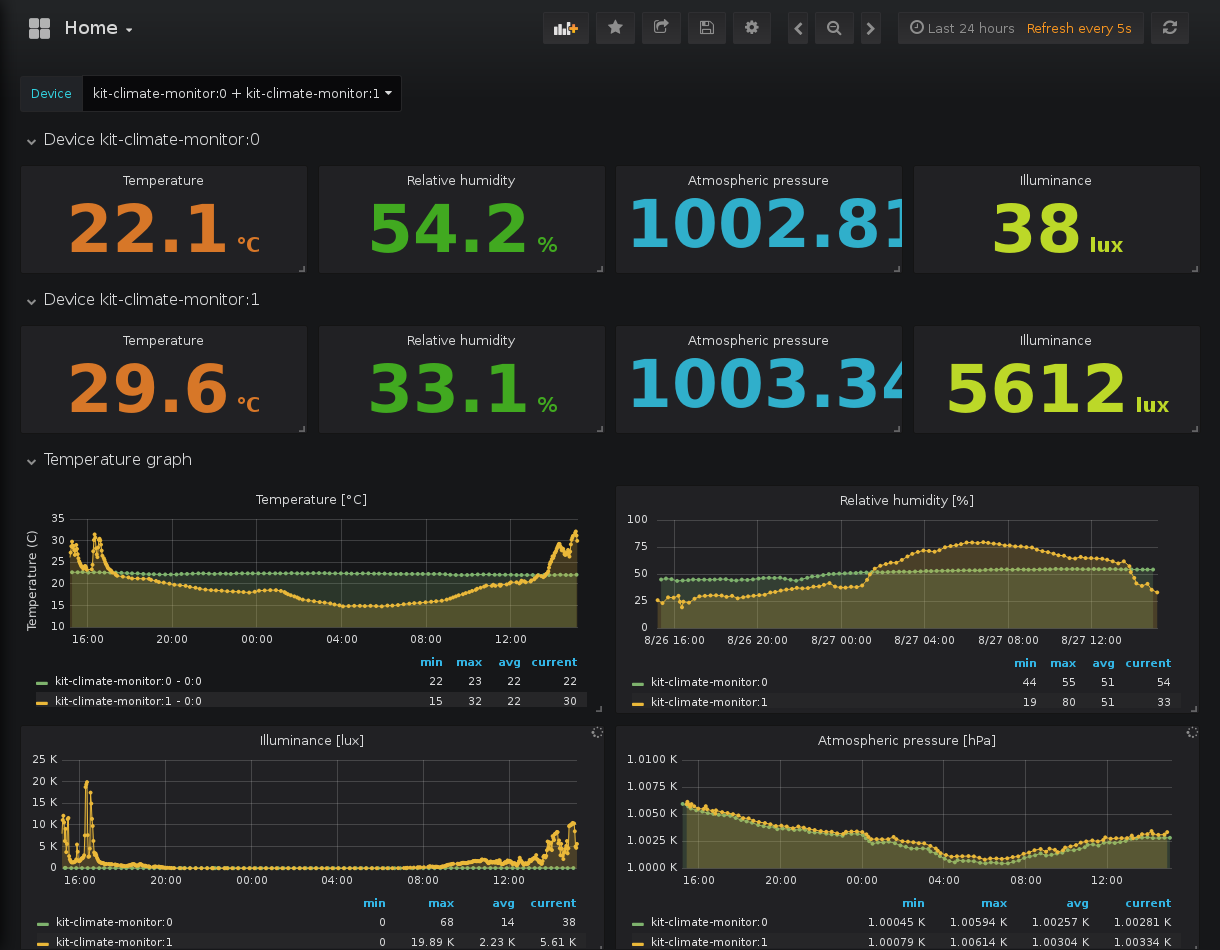 Home
Last 24 hours Refresh every 5s
Device kit-climate-monitor:0 + kit-climate-monitor:1
Device kit-climate-monitor:0
Temperature Relative humidity Atmospheric pressure Illuminance
22.1 °C 54.2 % 1002.81 38 lux
Device kit-climate-monitor:1
Temperature Relative humidity Atmospheric pressure Illuminance
29.6 °C 33.1 % 1003.34 5612 lux
Temperature graph
Temperature [°C]
Temperature (C)
35
30
25
20
15
10
16:00 20:00 00:00 04:00 08:00 12:00
min max avg current
kit-climate-monitor:0 - 0:0 22 23 22 22
kit-climate-monitor:1 - 0:0 15 32 22 30
Relative humidity [%]
100
75
50
25
0
8/26 16:00 8/26 20:00 8/27 00:00 8/27 04:00 8/27 08:00 8/27 12:00
min max avg current
kit-climate-monitor:0 44 55 51 54
kit-climate-monitor:1 19 80 51 33
Illuminance [lux]
25 K
20 K
15 K
10 K
5 K
0
16:00 20:00 00:00 04:00 08:00 12:00
min max avg current
kit-climate-monitor:0 0 68 14 38
kit-climate-monitor:1 0 19.89 K 2.23 K 5.61 K
Atmospheric pressure [hPa]
1.0100 K
1.0075 K
1.0050 K
1.0025 K
1.0000 K
16:00 20:00 00:00 04:00 08:00 12:00
min max avg current
kit-climate-monitor:0 1.00045 K 1.00594 K 1.00257 K 1.00281 K
kit-climate-monitor:1 1.00079 K 1.00614 K 1.00304 K 1.00334 K